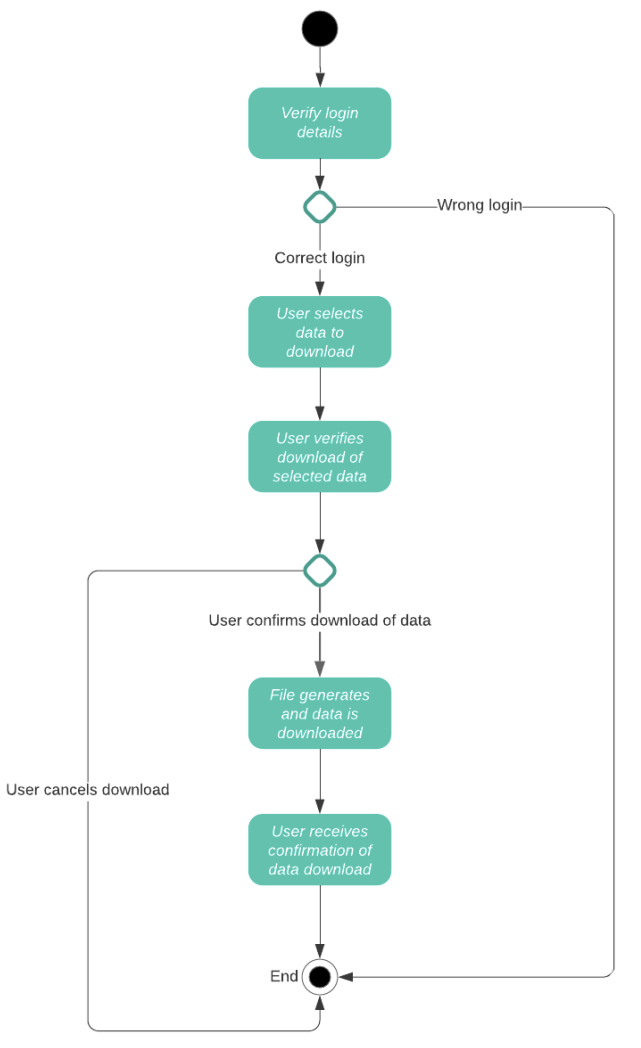 Verify login
details
Wrong login
Correct login
User selects
data to
download
User verifies
download of
selected data
User confirms download of data
File generates
and data is
downloaded
User cancels download
User receives
confirmation of
data download
End